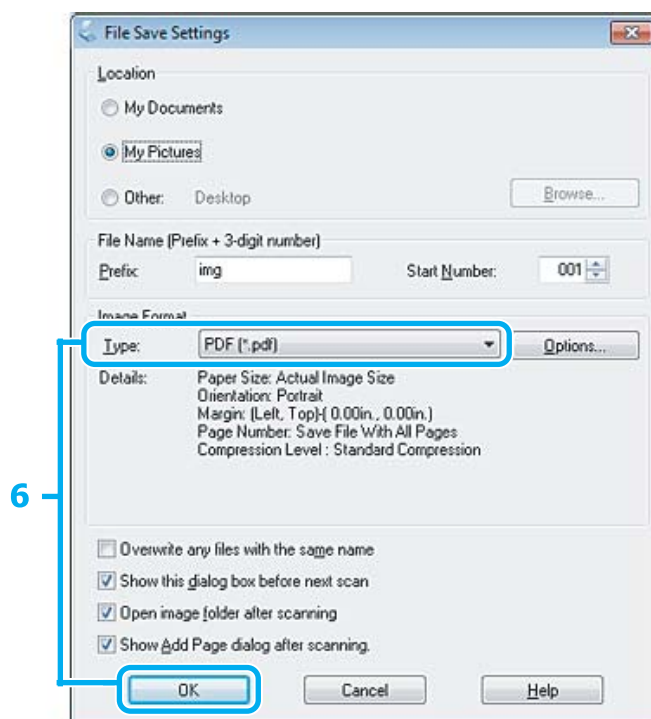 File Save Settings
Location
My Documents
My Pictures
Other: Desktop Browse...
File Name (Prefix + 3-digit number)
Prefix: img Start Number: 001
Image Format
Type: PDF (*.pdf) Options...
Details: Paper Size: Actual Image Size
Orientation: Portrait
Margin: (Left, Top)-( 0.00in., 0.00in.)
Page Number: Save File With All Pages
Compression Level : Standard Compression
6
Overwrite any files with the same name
Show this dialog box before next scan
Open image folder after scanning
Show Add Page dialog after scanning.
OK Cancel Help